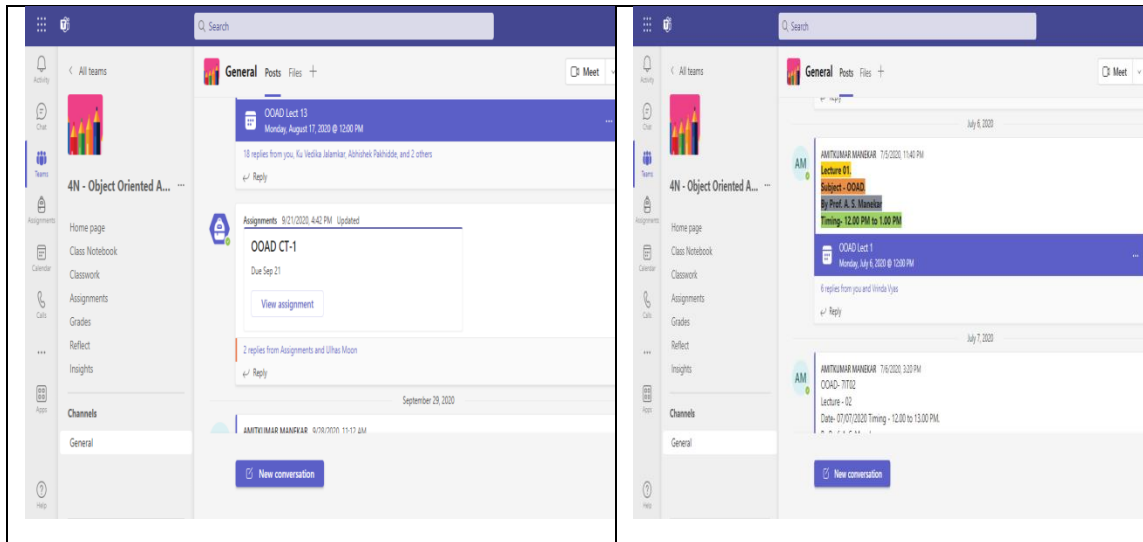 Search
Activity
Chat
Teams
Assignments
Calendar
Calls
...
Apps
Help
< All teams
4N - Object Oriented A... ...
Home page
Class Notebook
Classwork
Assignments
Grades
Reflect
Insights
Channels
General
General Posts Files +
Meet
OOAD Lect 13
Monday, August 17, 2020 @ 12:00 PM
...
18 replies from you, Ku Vedika Jalamkar, Abhishek Pakhidde, and 2 others
Reply
Assignments 9/21/2020, 4:42 PM Updated
OOAD CT-1
Due Sep 21
View assignment
2 replies from Assignments and Ulhas Moon
Reply
September 29, 2020
AMITKUMAR MANEKAR 9/28/2020, 11:12 AM
New conversation
Search
Activity
Chat
Teams
Assignments
Calendar
Calls
...
Apps
Help
< All teams
4N - Object Oriented A... ...
Home page
Class Notebook
Classwork
Assignments
Grades
Reflect
Insights
Channels
General
General Posts Files +
Meet
Reply
July 6, 2020
AM
AMITKUMAR MANEKAR 7/5/2020, 11:40 PM
Lecture 01.
Subject - OOAD.
By Prof. A. S. Manekar
Timing- 12.00 PM to 1.00 PM
OOAD Lect 1
Monday, July 6, 2020 @ 12:00 PM
...
6 replies from you and Vrinda Vyas
Reply
July 7, 2020
AM
AMITKUMAR MANEKAR 7/6/2020, 3:20 PM
OOAD- 7IT02
Lecture - 02
Date- 07/07/2020 Timing - 12.00 to 13.00 PM.
New conversation